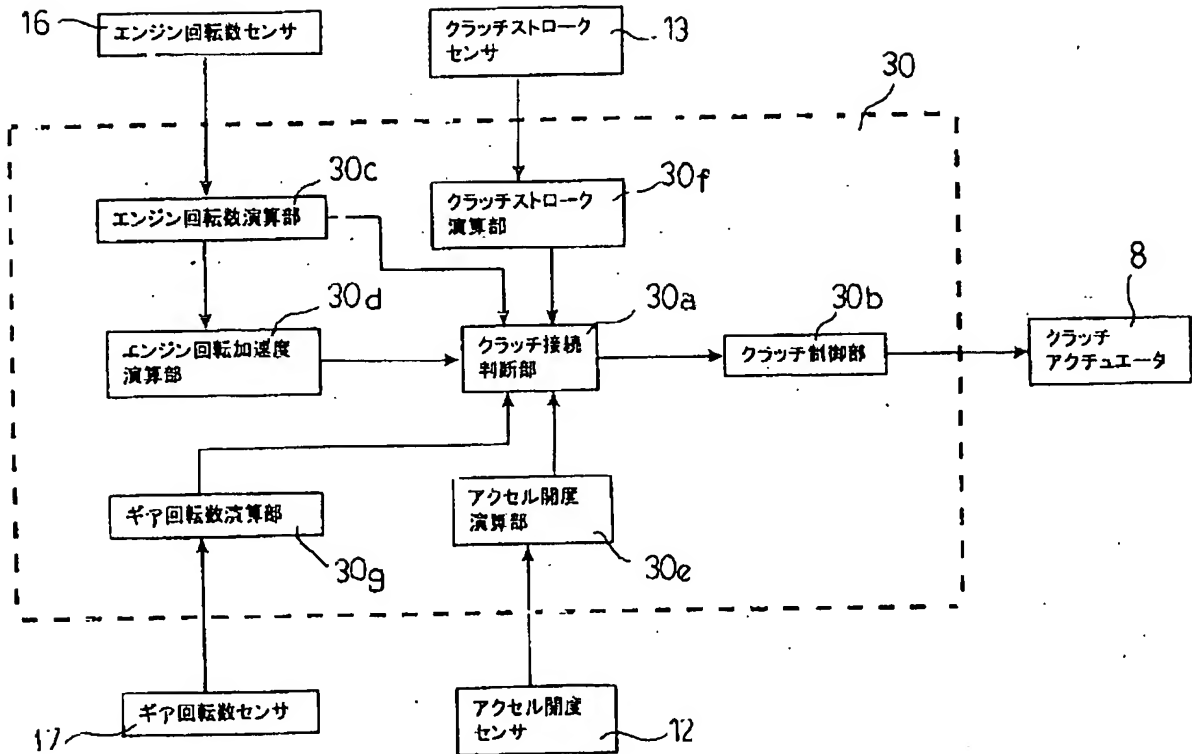 16
エンジン回転数センサ
クラッチストローク
センサ
13
30
30c
エンジン回転数演算部
30f
クラッチストローク
演算部
30d
エンジン回転加速度
演算部
30a
クラッチ接続
判断部
30b
クラッチ制御部
8
クラッチ
アクチュエータ
ギア回転数演算部
30g
アクセル開度
演算部
30e
17
ギア回転数センサ
アクセル開度
センサ
12